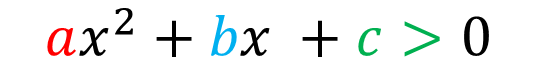 ax² + bx + c > 0